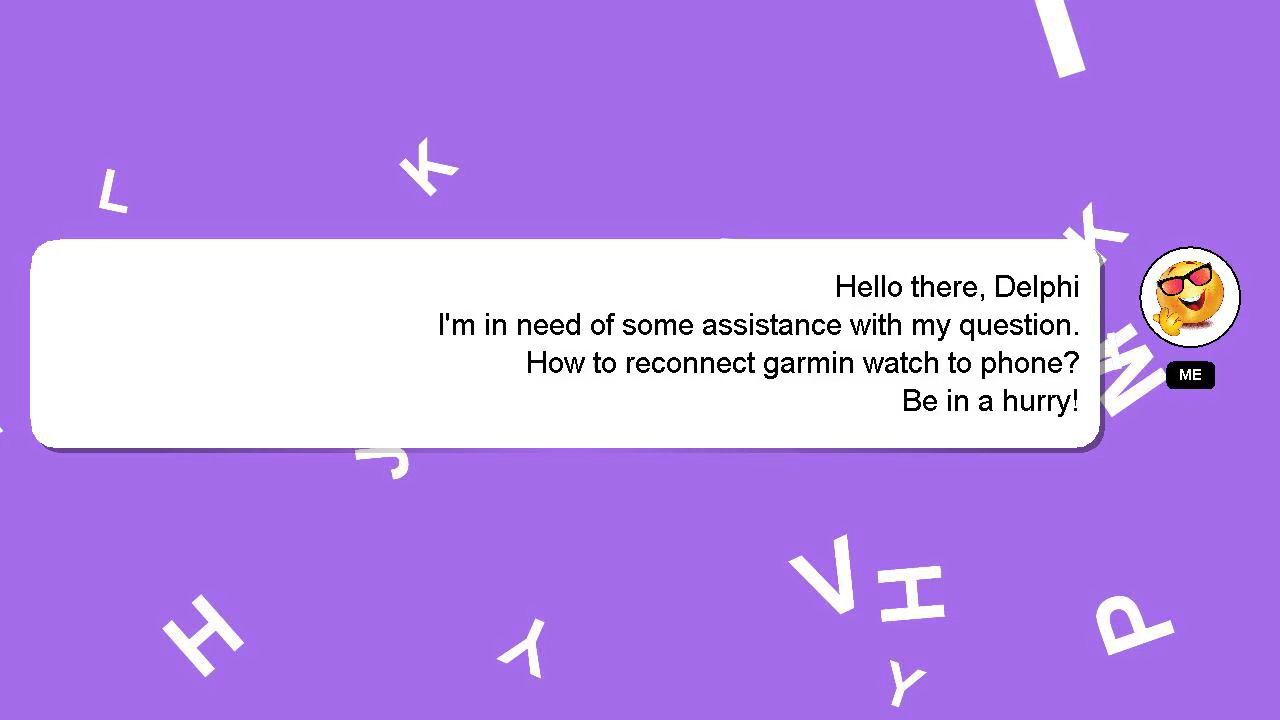 I
K
L
K
Hello there, Delphi
I'm in need of some assistance with my question.
How to reconnect garmin watch to phone?
Be in a hurry!
ME
M
J
V
H
H
P
Y
Y